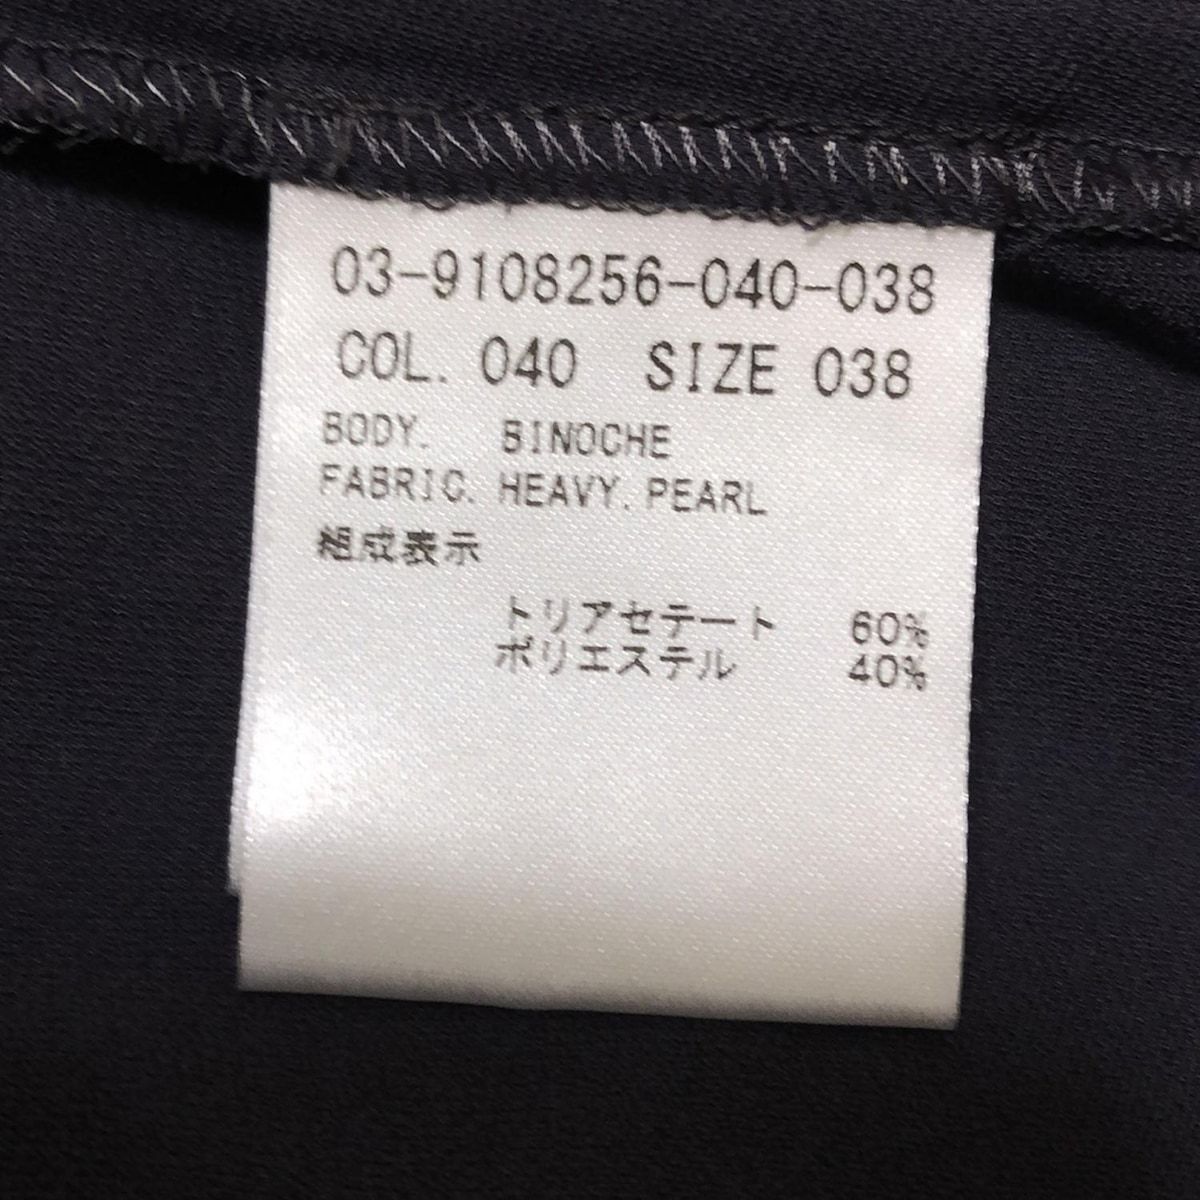 03-9108256-040-038
COL. 040 SIZE 038
BODY. BINOCHE
FABRIC. HEAVY. PEARL
組成表示
トリアセテート 60%
ポリエステル 40%